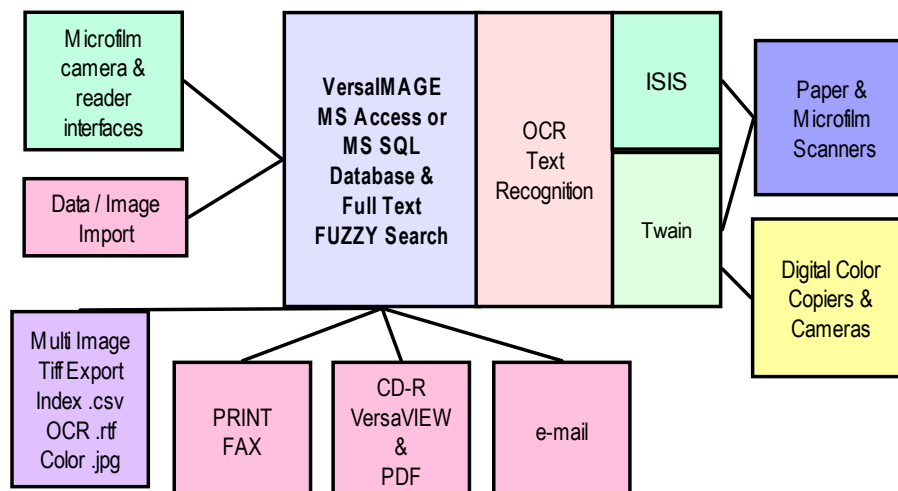 Microfilm
camera &
reader
interfaces
Data / Image
Import
VersaIMAGE
MS Access or
MS SQL
Database &
Full Text
FUZZY Search
OCR
Text
Recognition
ISIS
Twain
Paper &
Microfilm
Scanners
Digital Color
Copiers &
Cameras
Multi Image
Tiff Export
Index .csv
OCR .rtf
Color .jpg
PRINT
FAX
CD-R
VersaVIEW
&
PDF
e-mail